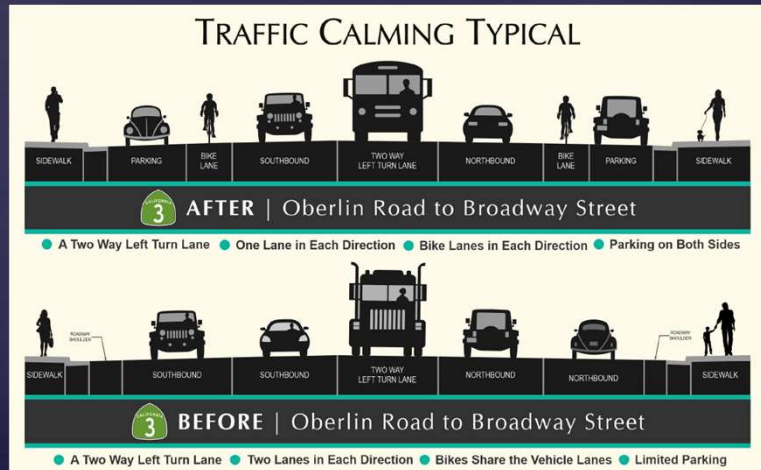 TRAFFIC CALMING TYPICAL
SIDEWALK PARKING BIKE LANE SOUTHBOUND TWO WAY LEFT TURN LANE NORTHBOUND BIKE LANE PARKING SIDEWALK
CALIFORNIA 3 AFTER | Oberlin Road to Broadway Street
A Two Way Left Turn Lane One Lane in Each Direction Bike Lanes in Each Direction Parking on Both Sides
ROADWAY SHOULDER ROADWAY SHOULDER
SIDEWALK SOUTHBOUND SOUTHBOUND TWO WAY LEFT TURN LANE NORTHBOUND NORTHBOUND SIDEWALK
CALIFORNIA 3 BEFORE | Oberlin Road to Broadway Street
A Two Way Left Turn Lane Two Lanes in Each Direction Bikes Share the Vehicle Lanes Limited Parking